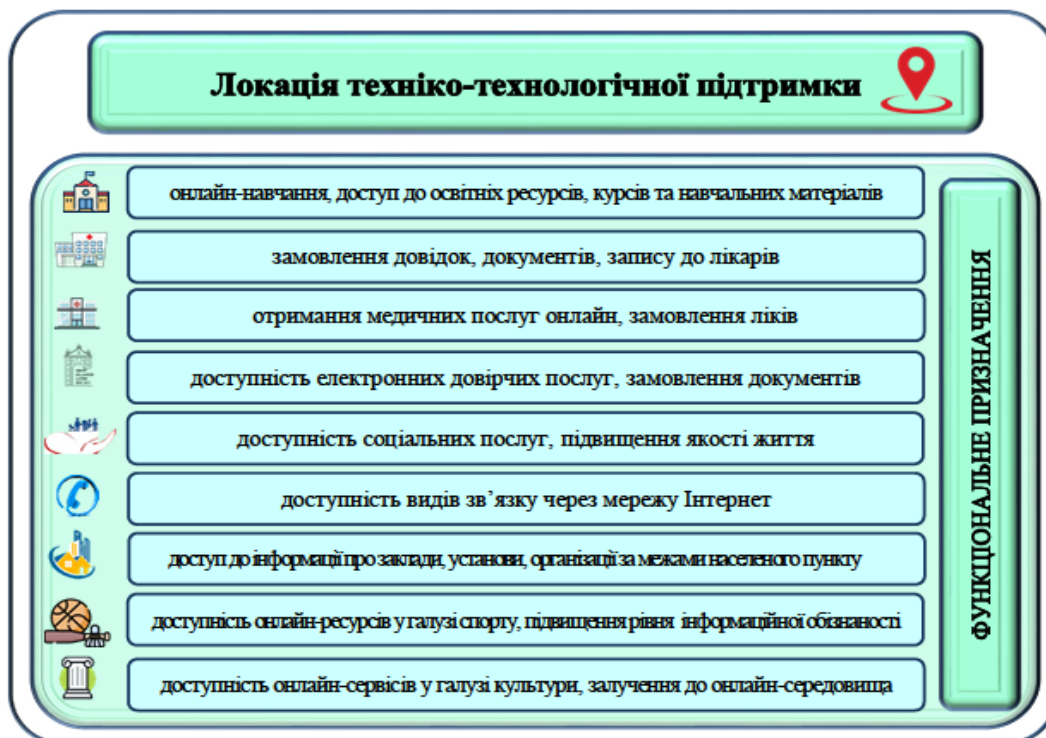 Локація техніко-технологічної підтримки
онлайн-навчання, доступ до освітніх ресурсів, курсів та навчальних матеріалів
замовлення довідок, документів, запису до лікарів
отримання медичних послуг онлайн, замовлення ліків
доступність електронних довірчих послуг, замовлення документів
доступність соціальних послуг, підвищення якості життя
доступність видів зв’язку через мережу Інтернет
доступ до інформації про заклади, установи, організації за межами населеного пункту
доступність онлайн-ресурсів у галузі спорту, підвищення рівня інформаційної обізнаності
доступність онлайн-сервісів у галузі культури, залучення до онлайн-середовища
ФУНКЦІОНАЛЬНЕ ПРИЗНАЧЕННЯ